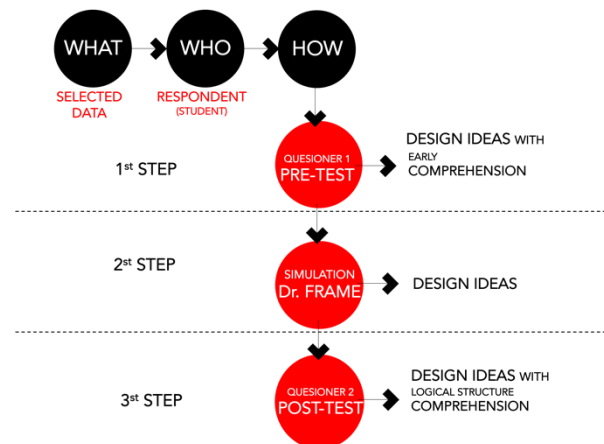 WHAT
WHO
HOW
SELECTED
DATA
RESPONDENT
(STUDENT)
1st STEP
QUESIONER 1
PRE-TEST
DESIGN IDEAS WITH
EARLY
COMPREHENSION
2st STEP
SIMULATION
Dr. FRAME
DESIGN IDEAS
3st STEP
QUESIONER 2
POST-TEST
DESIGN IDEAS WITH
LOGICAL STRUCTURE
COMPREHENSION